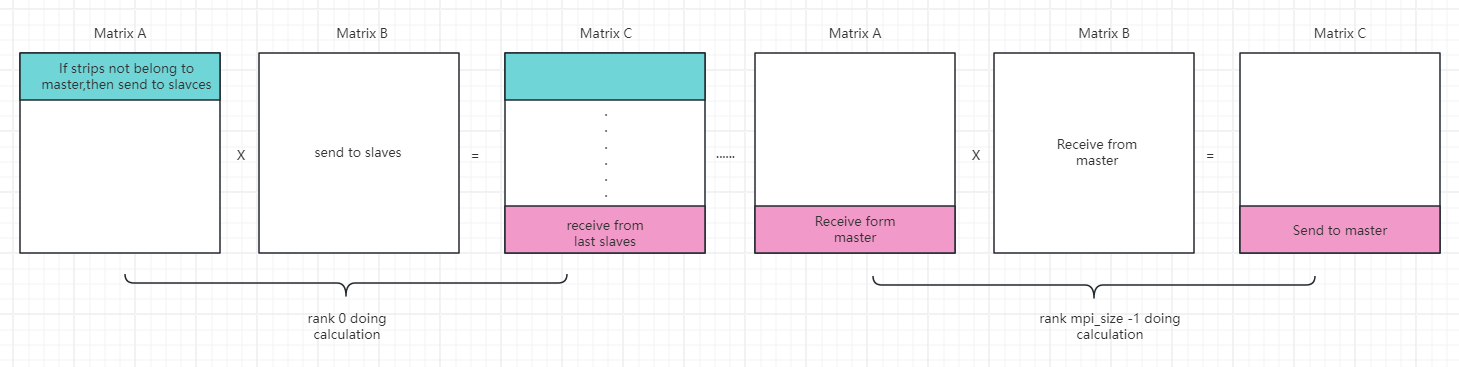 Matrix A
Matrix B
Matrix C
Matrix A
Matrix B
Matrix C
If strips not belong to
master,then send to slavces
X
send to slaves
=
.
.
.
.
.
.
receive from
last slaves
......
Receive form
master
X
Receive from
master
=
Send to master
rank 0 doing
calculation
rank mpi_size -1 doing
calculation